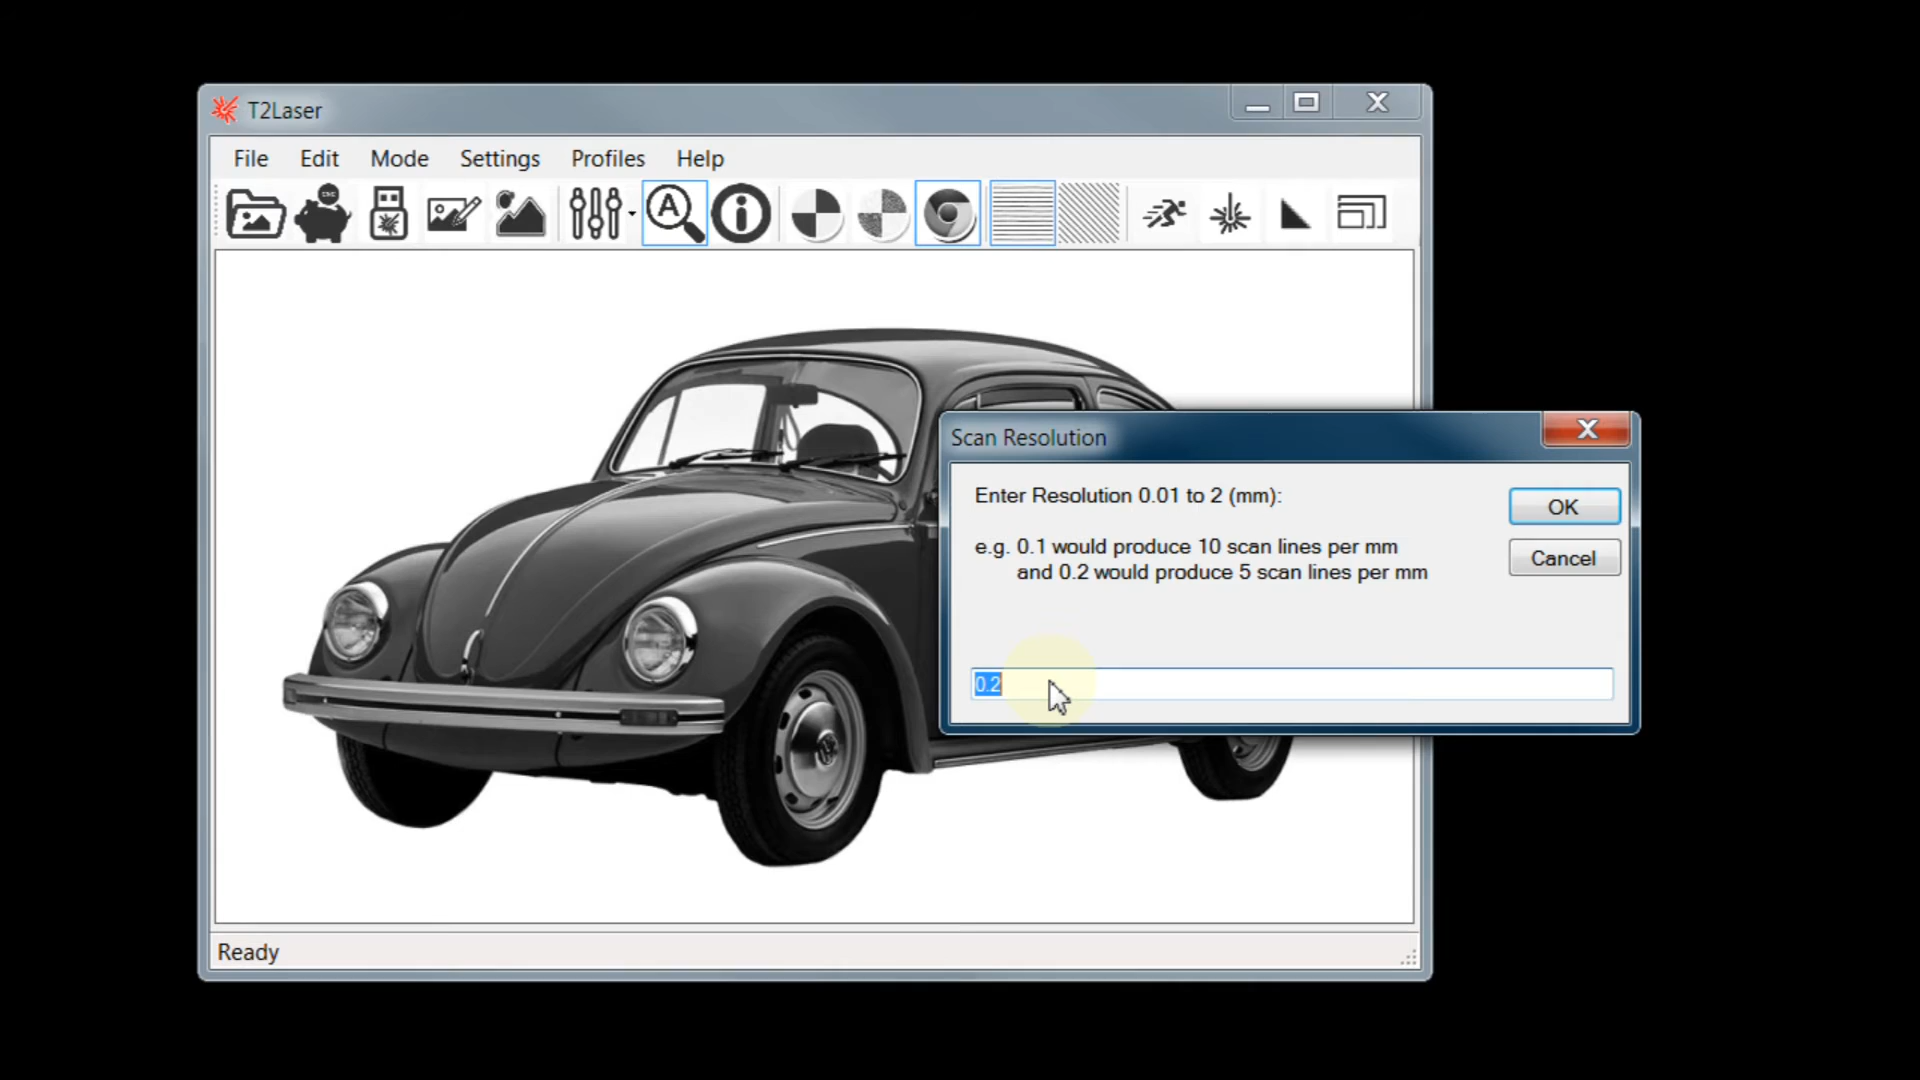 T2Laser
File Edit Mode Settings Profiles Help
A
Scan Resolution
Enter Resolution 0.01 to 2 (mm):
OK
e.g. 0.1 would produce 10 scan lines per mm
and 0.2 would produce 5 scan lines per mm
Cancel
0.2
Ready